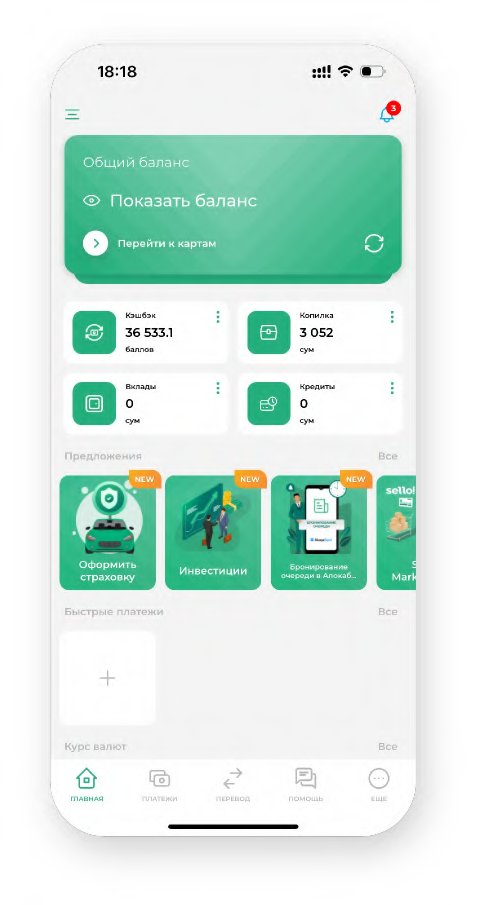 18:18
3
Общий баланс
Показать баланс
Перейти к картам
Кэшбэк
36 533.1
баллов
Копилка
3 052
сум
Вклады
0
сум
Кредиты
0
сум
Предложения
Все
NEW
NEW
NEW
Оформить
страховку
Инвестиции
БРОНИРОВАНИЕ
ОЧЕРЕДИ
Бронирование
очереди в Алокаб...
sello!
S
Mark
Быстрые платежи
Все
Курс валют
Все
ГЛАВНАЯ
ПЛАТЕЖИ
ПЕРЕВОД
ПОМОЩЬ
ЕЩЕ